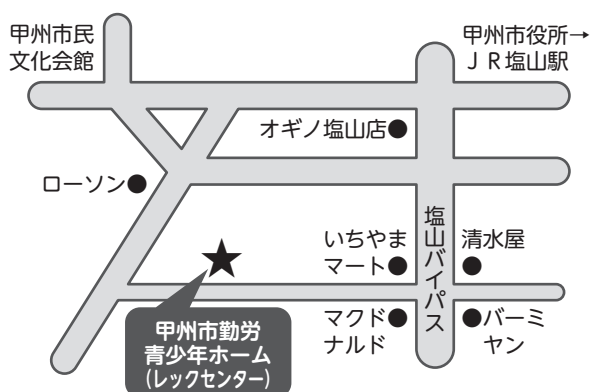 甲州市民
文化会館
甲州市役所→
ＪＲ塩山駅
オギノ塩山店●
ローソン●
塩山バイパス
いちやま
マート●
清水屋
●
★
甲州市勤労
青少年ホーム
(レックセンター)
マクド●
ナルド
●バーミ
ヤン